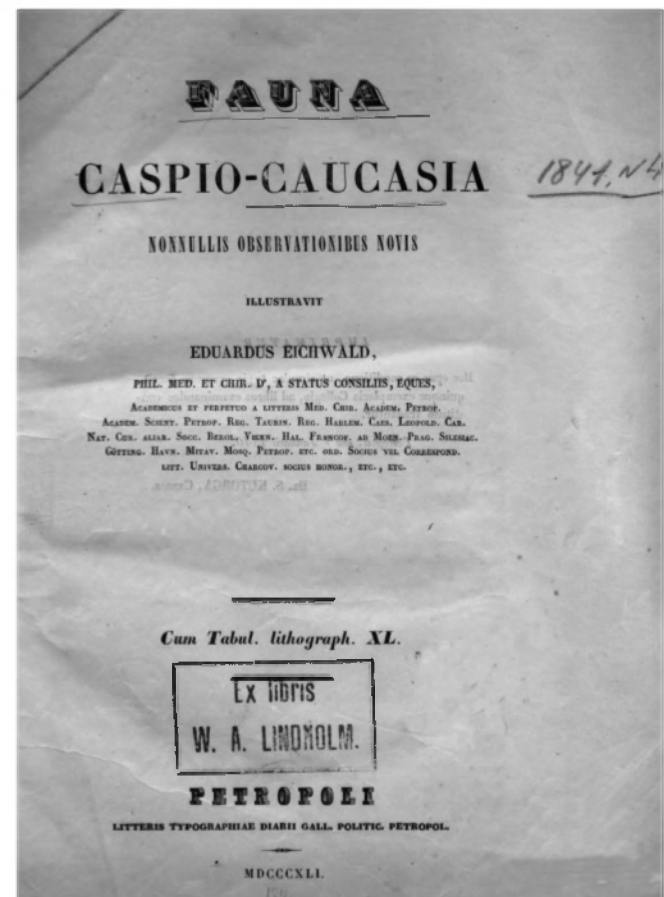 FAUNA
CASPIO-CAUCASIA
1841, N 4
NONNULLIS OBSERVATIONIBUS NOVIS
ILLUSTRAVIT
EDUARDUS EICHWALD,
PHIL. MED. ET CHIR. Dr, A STATUS CONSILIIS, EQUES,
ACADEMICUS ET PERPETUO A LITTERIS MED. CHIR. ACADEM. PETROP.
ACADEM. SCIENT. PETROP. REG. TAURIN. REG. HARLEM. CAES. LEOPOLD. CAR.
NAT. CUR. ALIAR. SOCC. BEROL. VIENN. HAL. FRANCOF. AD MOEN. PRAG. SILESIAC.
GÖTTING. HAVN. MITAV. MOSQ. PETROP. ETC. ORD. SOCIUS VEL CORRESPOND.
LITT. UNIVERS. CHARCOV. SOCIUS HONOR., ETC., ETC.
Cum Tabul. lithograph. XL.
Ex libris
W. A. LINDHOLM.
PETROPOLI
LITTERIS TYPOGRAPHIAE DIARII GALL. POLITIC. PETROPOL.
MDCCCXLI.